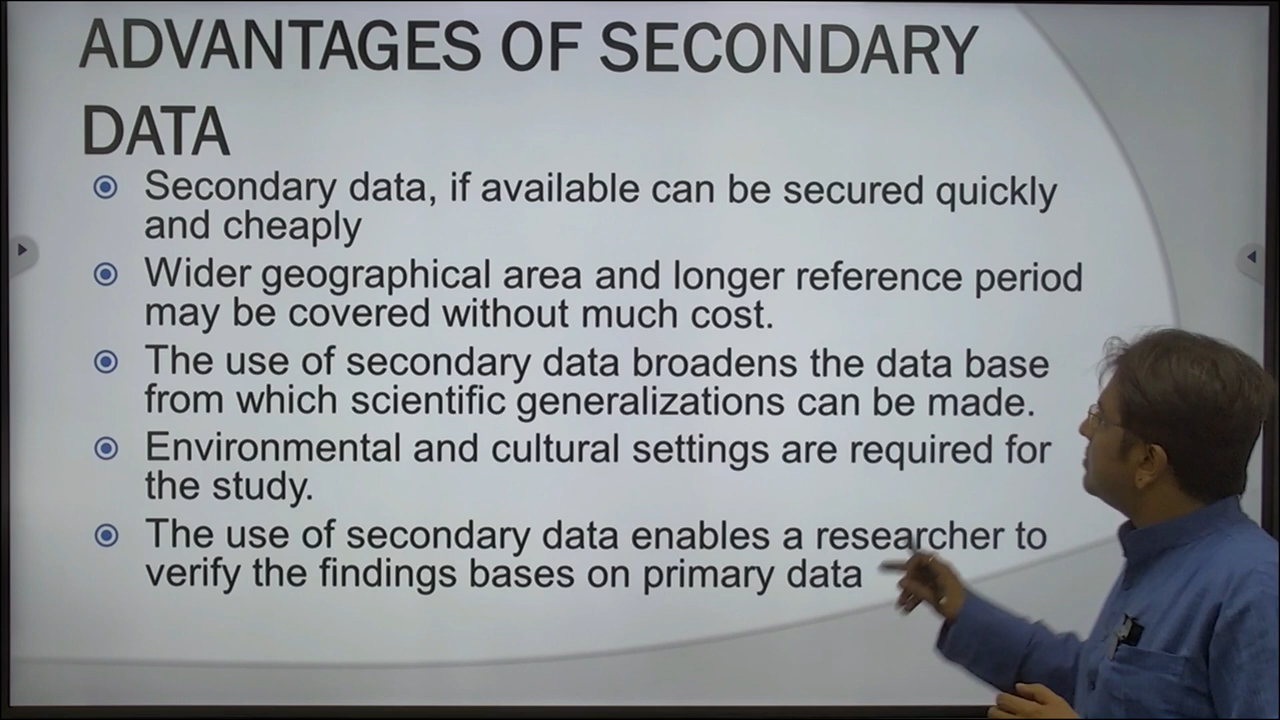 ADVANTAGES OF SECONDARY
DATA
Secondary data, if available can be secured quickly
and cheaply
Wider geographical area and longer reference period
may be covered without much cost.
The use of secondary data broadens the data base
from which scientific generalizations can be made.
Environmental and cultural settings are required for
the study.
The use of secondary data enables a researcher to
verify the findings bases on primary data